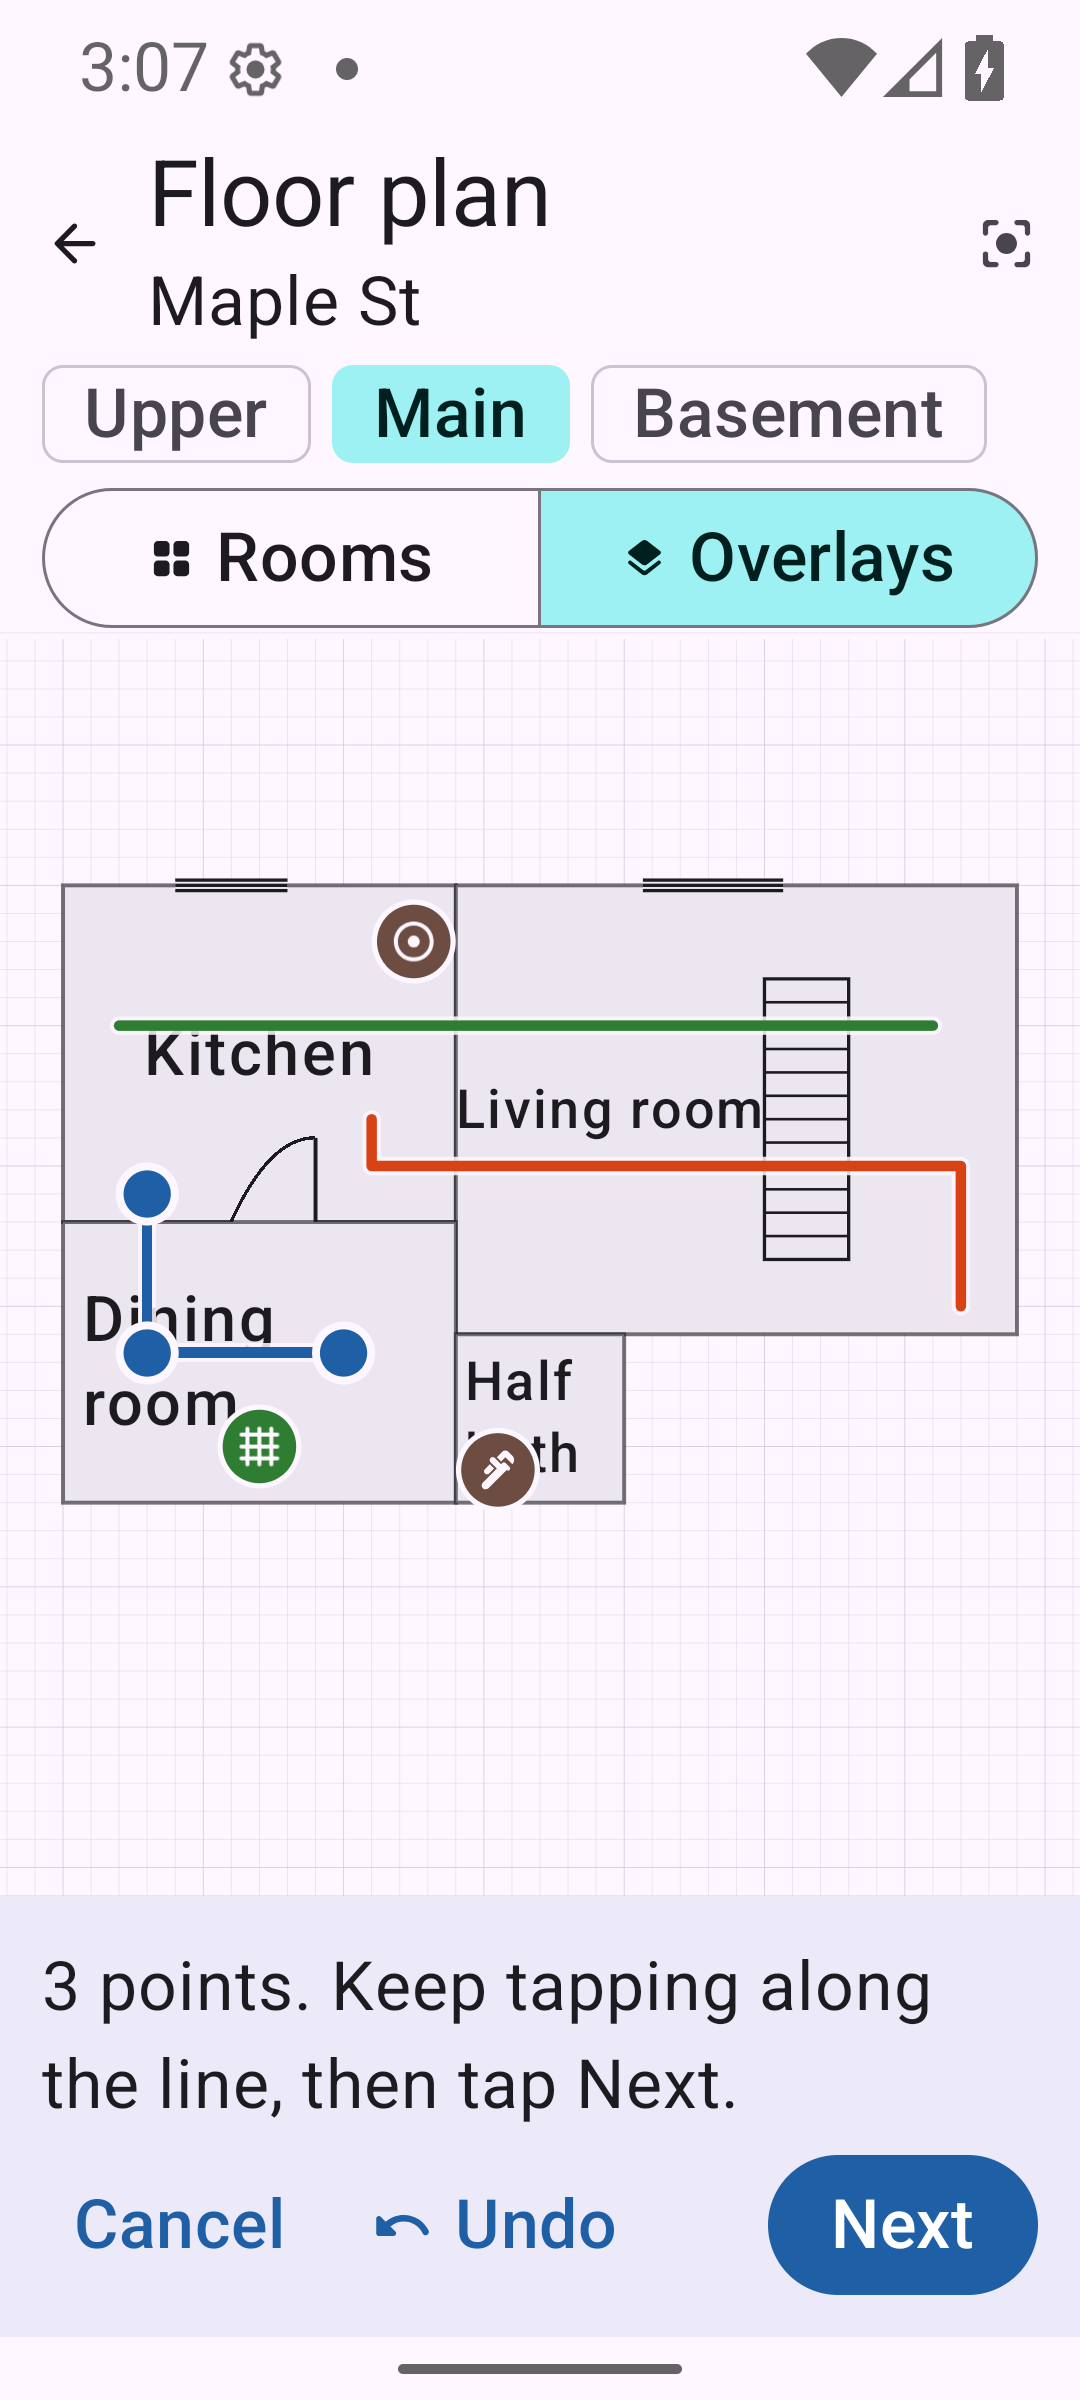 3:07
Floor plan
Maple St
Upper
Main
Basement
Rooms
Overlays
Kitchen
Living room
Dining
room
Half
3 points. Keep tapping along
the line, then tap Next.
Cancel
Undo
Next